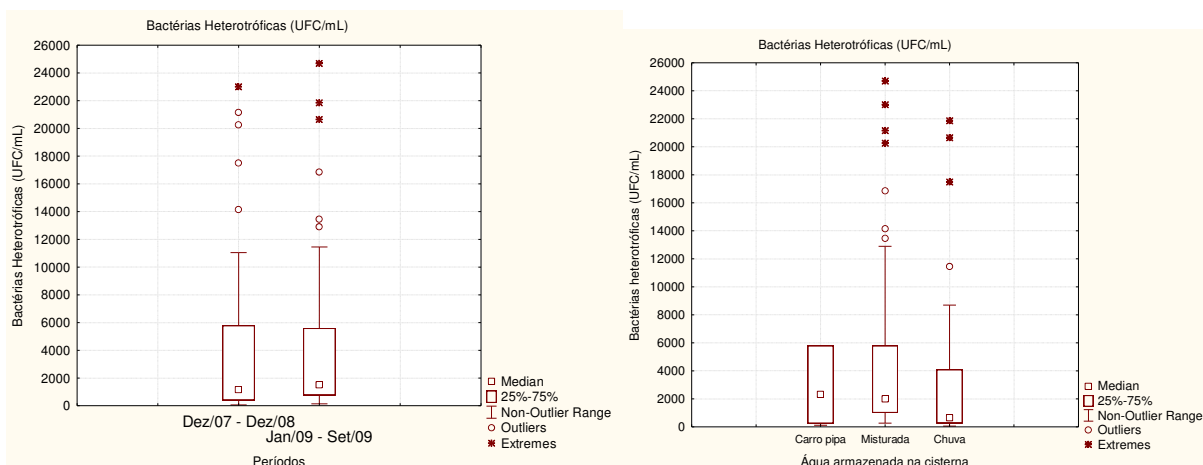 Bactérias Heterotróficas (UFC/mL)
Bactérias Heterotróficas (UFC/mL)
26000
24000
22000
20000
18000
16000
14000
12000
10000
8000
6000
4000
2000
0
Dez/07 - Dez/08
Jan/09 - Set/09
Períodos
Median
25%-75%
Non-Outlier Range
Outliers
Extremes
Bactérias Heterotróficas (UFC/mL)
Bactérias heterotróficas (UFC/mL)
26000
24000
22000
20000
18000
16000
14000
12000
10000
8000
6000
4000
2000
0
Carro pipa Misturada Chuva
Água armazenada na cisterna
Median
25%-75%
Non-Outlier Range
Outliers
Extremes